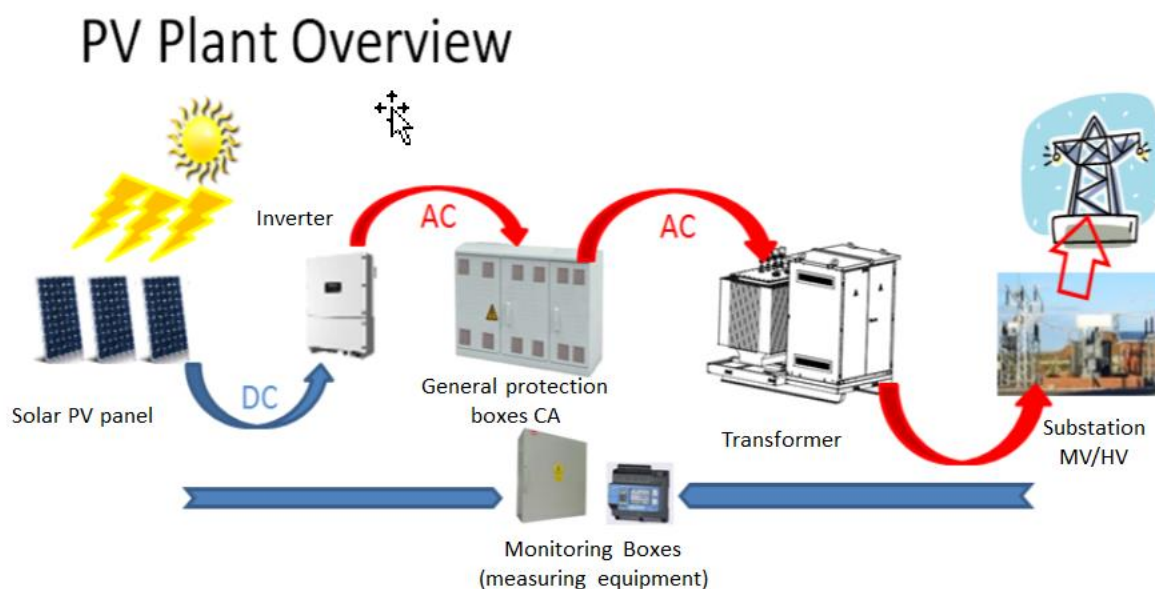 PV Plant Overview
Inverter
AC
AC
Solar PV panel
DC
General protection
boxes CA
Transformer
Substation
MV/HV
Monitoring Boxes
(measuring equipment)